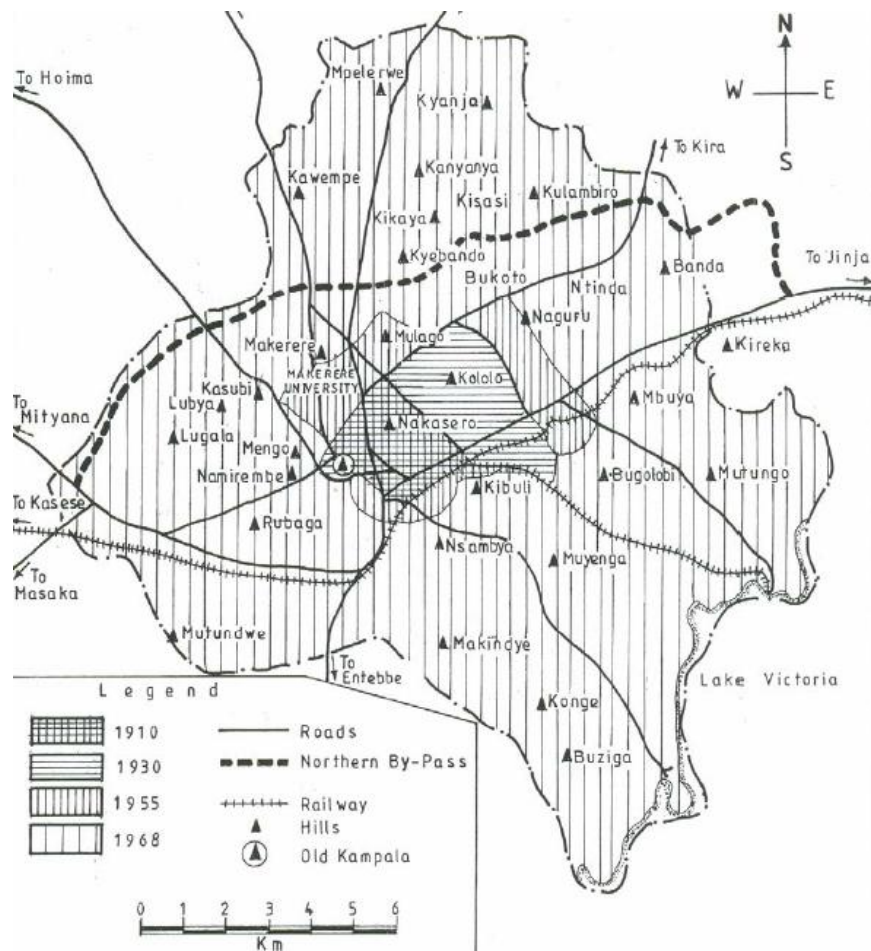 N
W
E
S
To Hoima
Mpelerwe
Kyanja
To Kira
Kanyanya
Kawempe
Kisasi
Kulambiro
Kikaya
Kyebando
Banda
To Jinja
Bukoto
Ntinda
Naguru
Mulago
Makerere
Kireka
MAKERERE
UNIVERSITY
Kololo
Kasubi
Lubya
Mbuya
To
Mityana
Lugala
Nakasero
Mengo
Namirembe
Kibuli
Bugolobi
Mutungo
To Kasese
Rubaga
Nsambya
Muyenga
To
Masaka
Mutundwe
Makindye
To
Entebbe
Lake Victoria
Konge
Buziga
Legend
1910
Roads
1930
Northern By-Pass
1955
Railway
1968
Hills
Old Kampala
0 1 2 3 4 5 6
Km